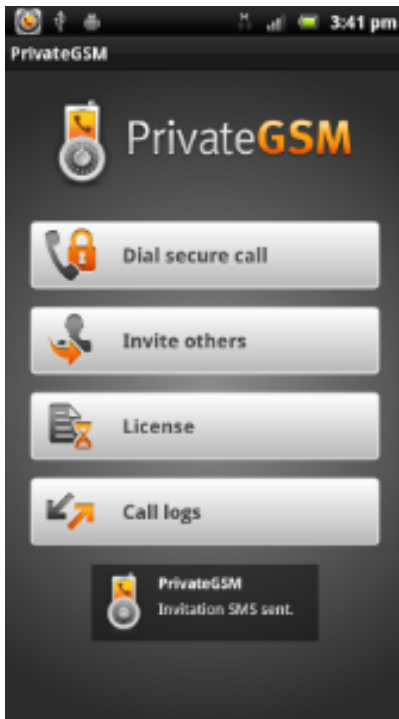 3:41 pm
PrivateGSM
PrivateGSM
Dial secure call
Invite others
License
Call logs
PrivateGSM
Invitation SMS sent.